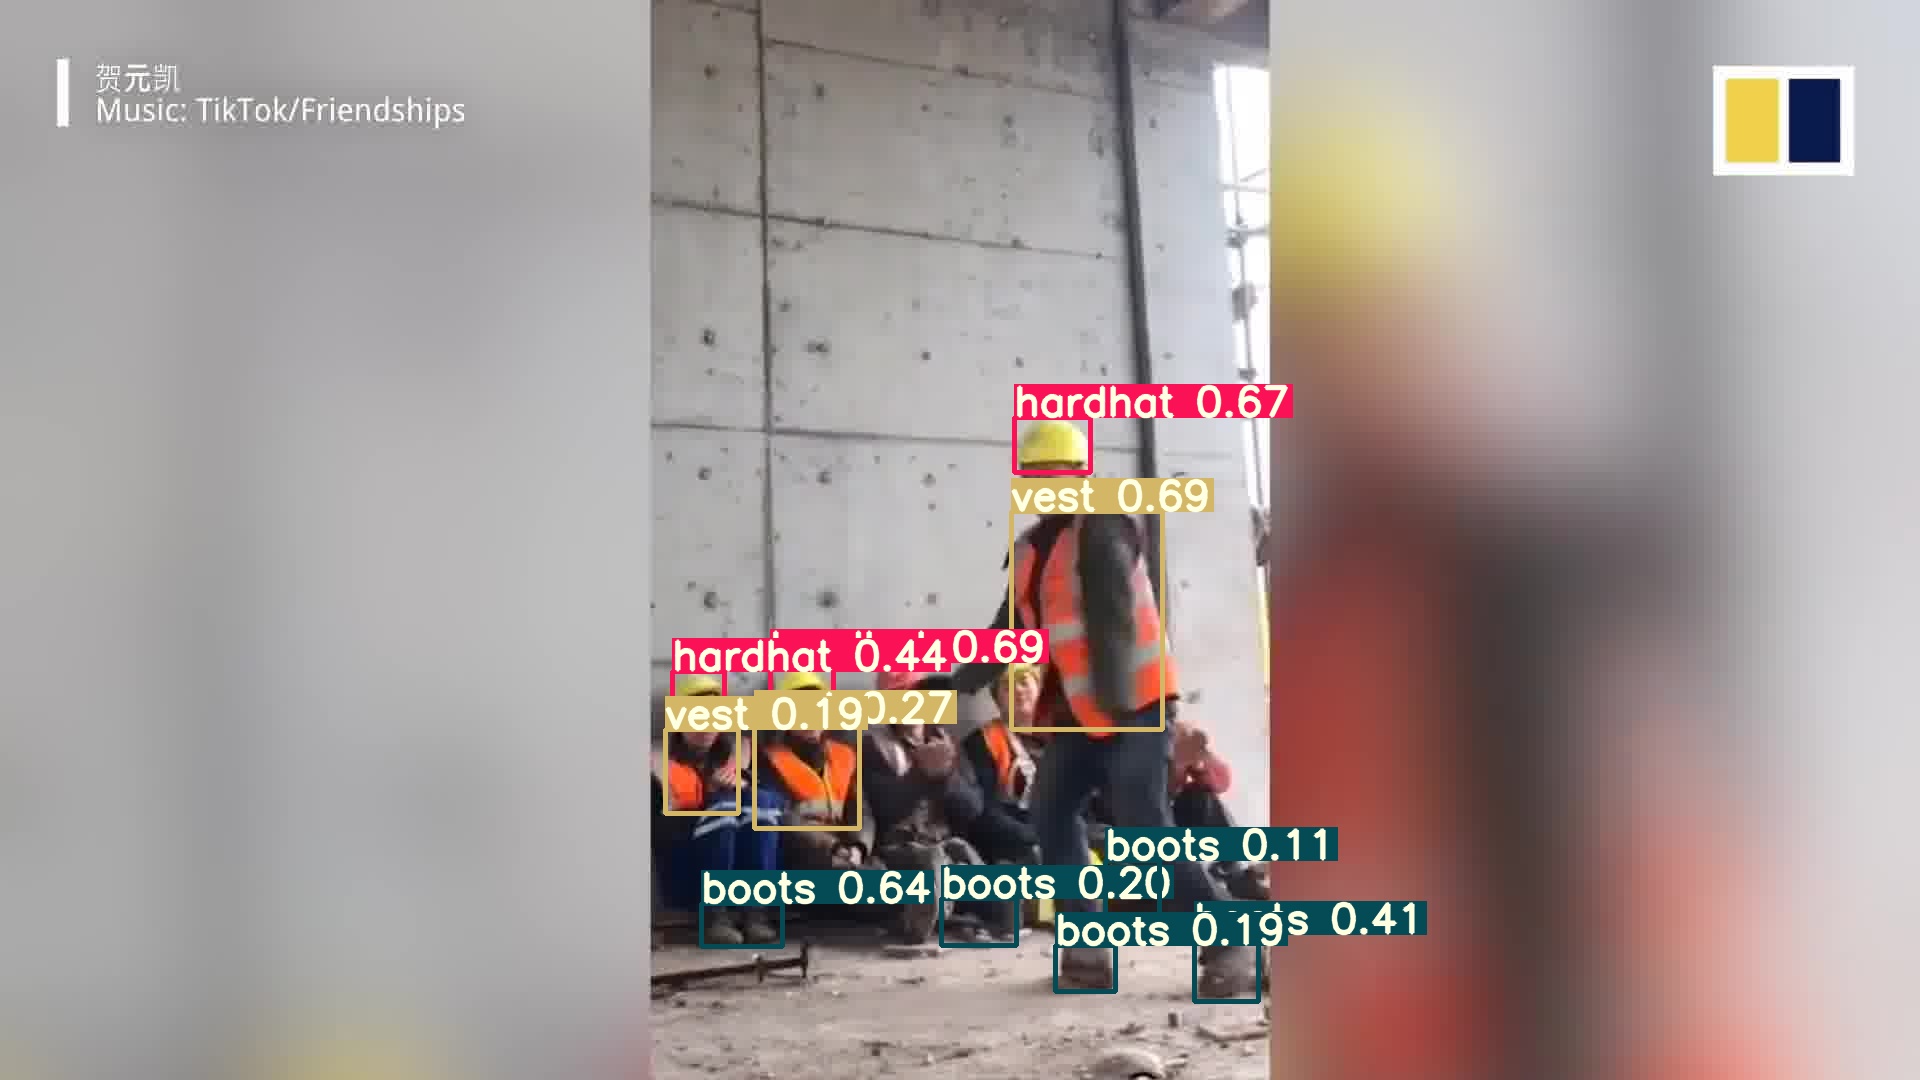 贺元凯
Music: TikTok/Friendships
hardhat 0.67
vest 0.69
0.69
hardhat 0.44
0.27
vest 0.19
boots 0.11
boots 0.20
boots 0.64
s 0.41
boots 0.19